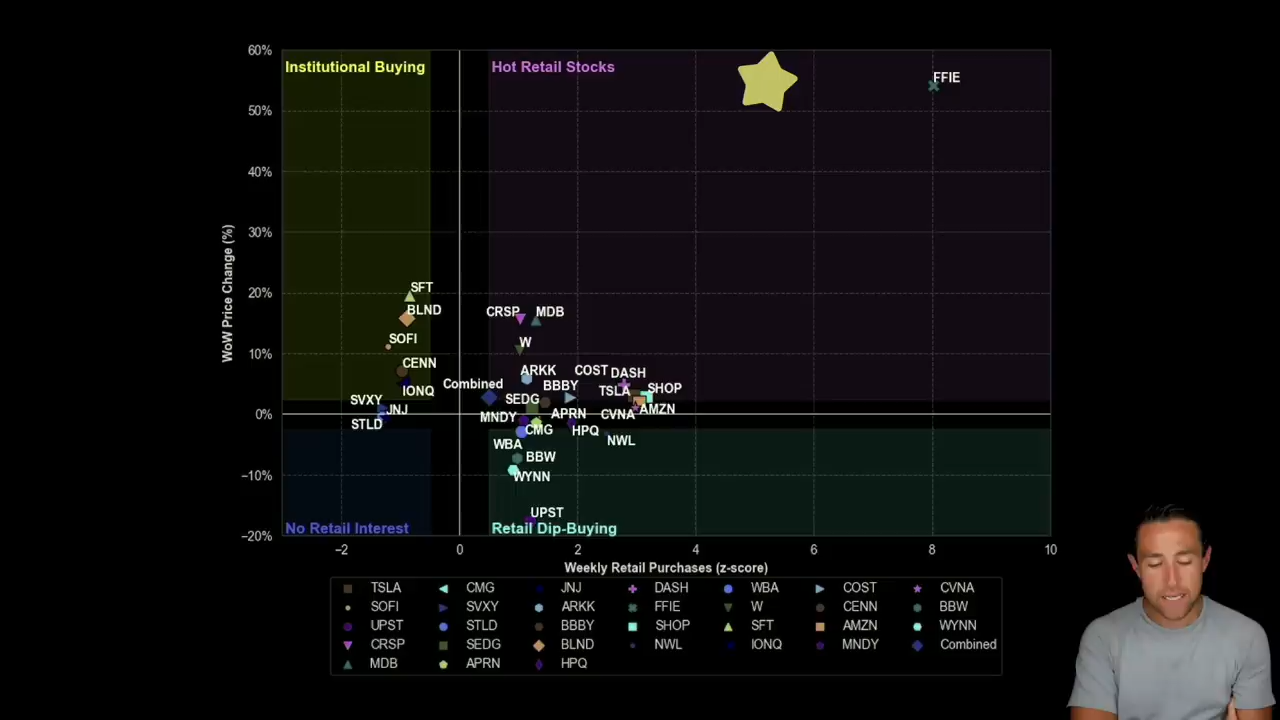 60%
Institutional Buying
Hot Retail Stocks
FFIE
50%
40%
30%
20%
10%
0%
−10%
−20%
WoW Price Change (%)
SFT
BLND
SOFI
CENN
IONQ
SVXY
JNJ
STLD
CRSP
MDB
W
ARKK
COST
DASH
Combined
BBBY
TSLA
SHOP
SEDG
AMZN
MNDY
APRN
CVNA
CMG
HPQ
NWL
WBA
BBW
WYNN
UPST
No Retail Interest
Retail Dip-Buying
−2 0 2 4 6 8 10
Weekly Retail Purchases (z-score)
TSLA CMG JNJ DASH WBA COST CVNA
SOFI SVXY ARKK FFIE W CENN BBW
UPST STLD BBBY SHOP SFT AMZN WYNN
CRSP SEDG BLND NWL IONQ MNDY Combined
MDB APRN HPQ